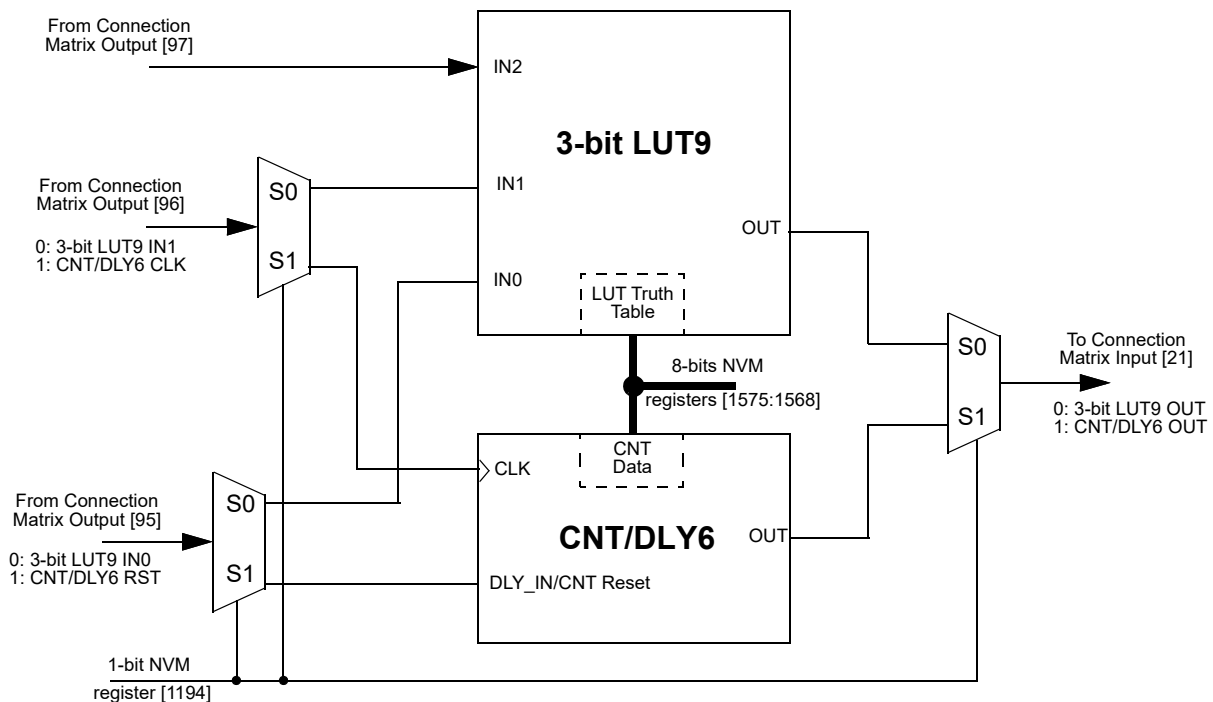 From Connection
Matrix Output [97]
IN2
3-bit LUT9
From Connection
Matrix Output [96]
0: 3-bit LUT9 IN1
1: CNT/DLY6 CLK
S0
S1
IN1
OUT
IN0
LUT Truth
Table
8-bits NVM
registers [1575:1568]
S0
S1
To Connection
Matrix Input [21]
0: 3-bit LUT9 OUT
1: CNT/DLY6 OUT
CNT
Data
CLK
From Connection
Matrix Output [95]
0: 3-bit LUT9 IN0
1: CNT/DLY6 RST
S0
S1
CNT/DLY6
OUT
DLY_IN/CNT Reset
1-bit NVM
register [1194]